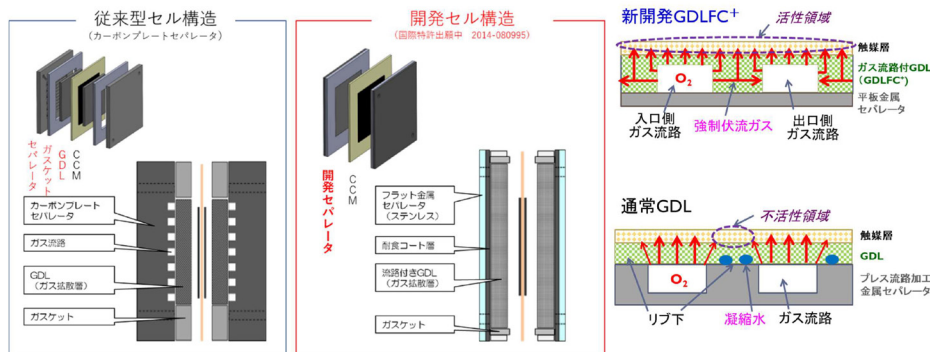 従来型セル構造
(カーボンプレートセパレータ)
セパレータ
ガスケット
GDL
CCM
カーボンプレート
セパレータ
ガス流路
GDL
(ガス拡散層)
ガスケット
開発セル構造
(国際特許出願中 2014-080995)
開発セパレータ
CCM
フラット金属
セパレータ
(ステンレス)
耐食コート層
流路付きGDL
(ガス拡散層)
ガスケット
新開発GDLFC+
活性領域
触媒層
ガス流路付GDL
(GDLFC+)
平板金属
セパレータ
O2
入口側
ガス流路
強制伏流ガス
出口側
ガス流路
通常GDL
不活性領域
触媒層
GDL
プレス流路加工
金属セパレータ
O2
リブ下
凝縮水
ガス流路